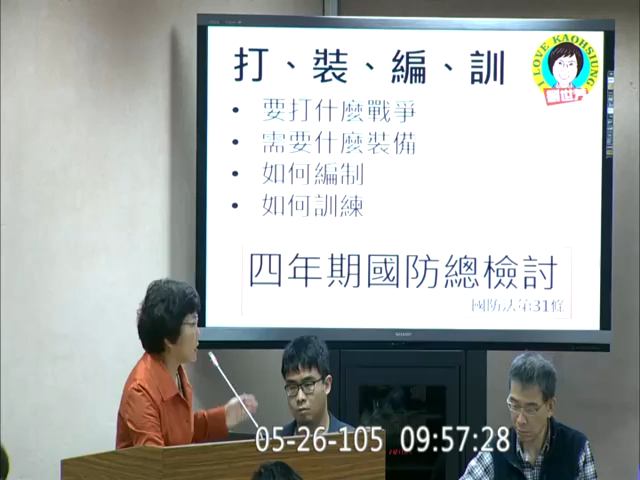 打、裝、編、訓
I LOVE KAOHSIUNG
• 要打什麼戰爭
• 需要什麼裝備
• 如何編制
• 如何訓練
四年期國防總檢討
國防法第31條
SHARP
05-26-105 09:57:28